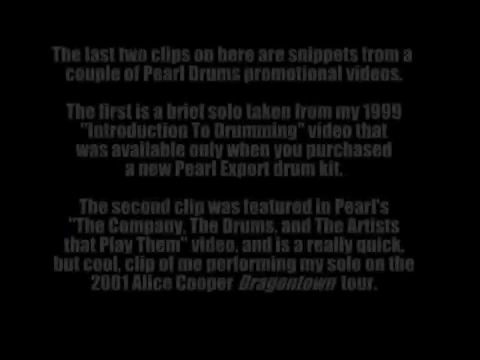 The last two clips on here are snippets from a
couple of Pearl Drums promotional videos.
The first is a brief solo taken from my 1999
"Introduction To Drumming" video that
was available only when you purchased
a new Pearl Export drum kit.
The second clip was featured in Pearl's
"The Company, The Drums, and The Artists
that Play Them" video, and is a really quick,
but cool, clip of me performing my solo on the
2001 Alice Cooper Dragontown tour.